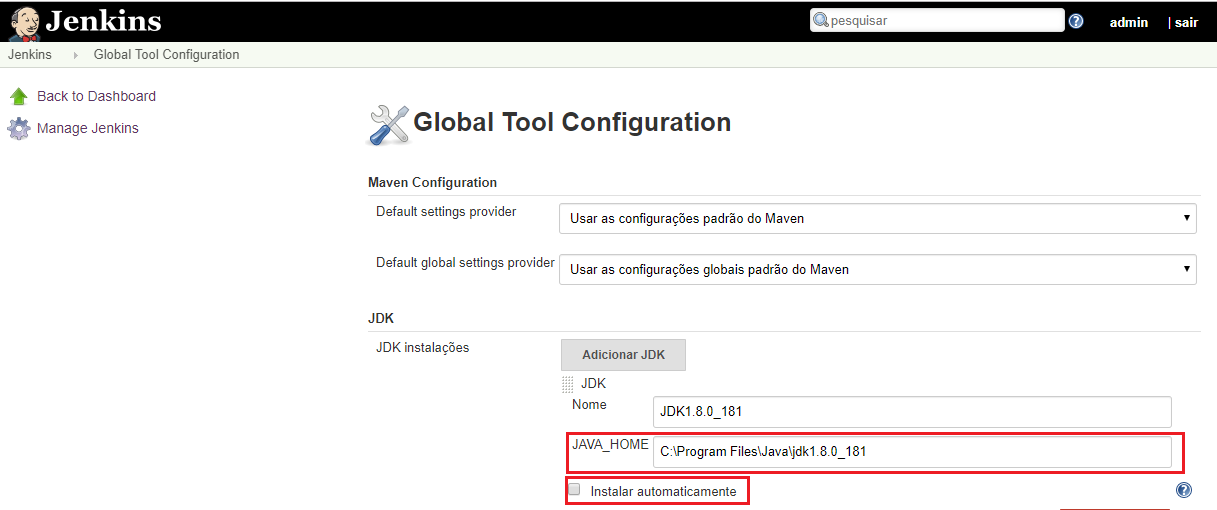 Jenkins
pesquisar
?
admin
| sair
Jenkins
Global Tool Configuration
Back to Dashboard
Manage Jenkins
Global Tool Configuration
Maven Configuration
Default settings provider
Usar as configurações padrão do Maven
Default global settings provider
Usar as configurações globais padrão do Maven
JDK
JDK instalações
Adicionar JDK
JDK
Nome
JDK1.8.0_181
JAVA_HOME
C:\Program Files\Java\jdk1.8.0_181
Instalar automaticamente
?